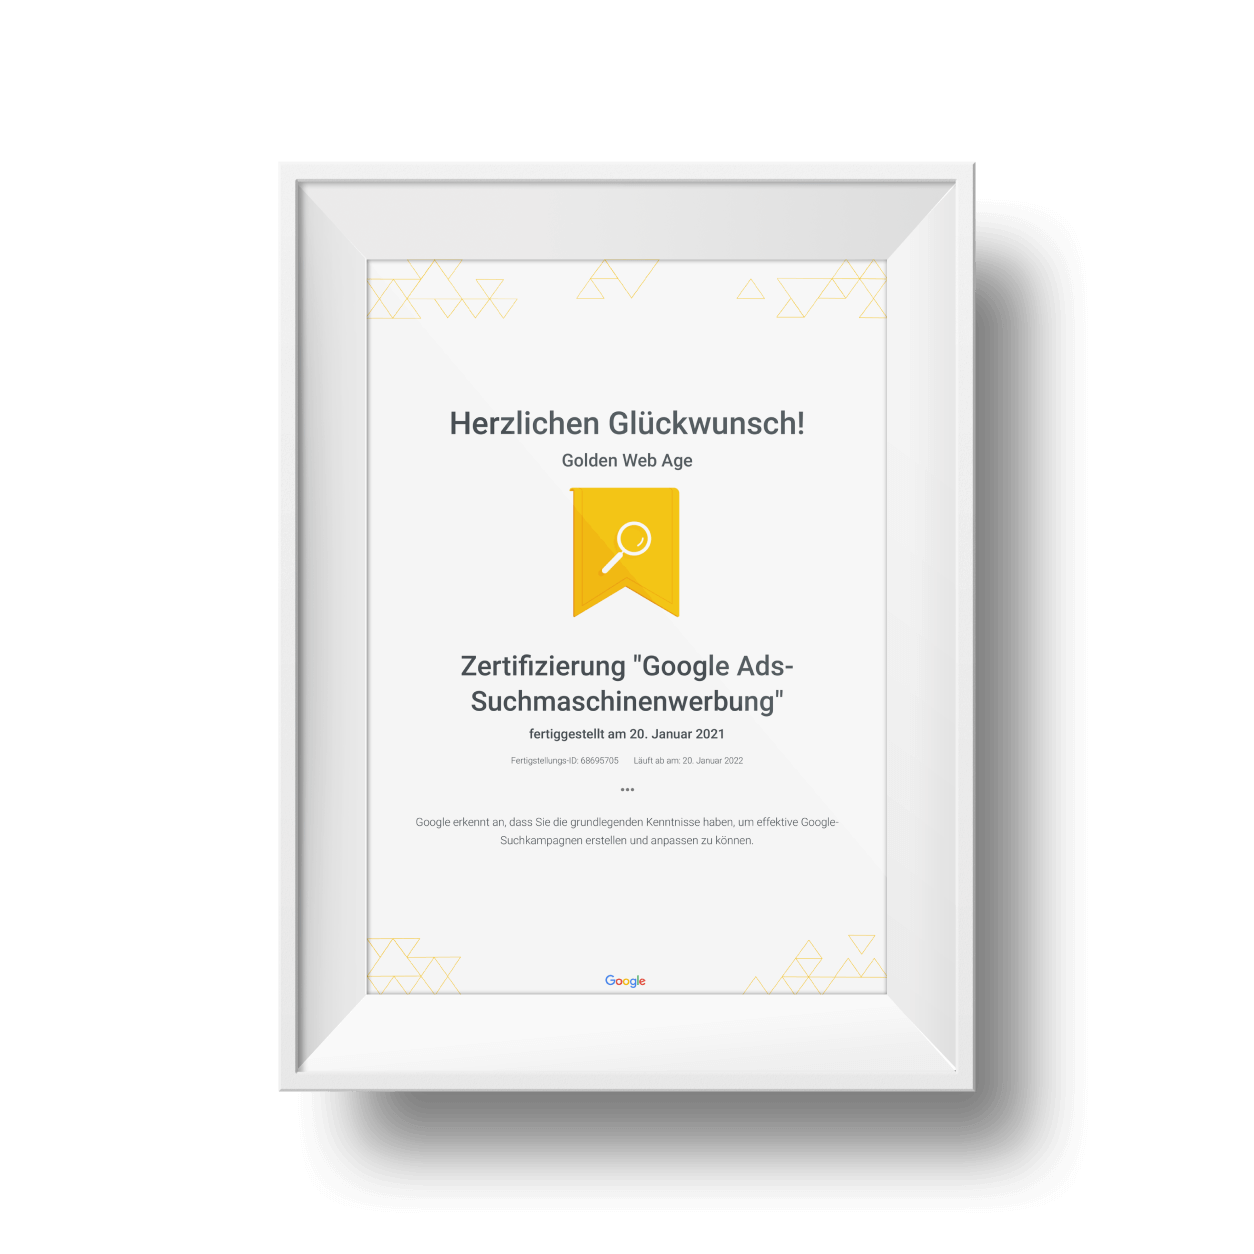 Herzlichen Glückwunsch!
Golden Web Age
Zertifizierung "Google Ads-
Suchmaschinenwerbung"
fertiggestellt am 20. Januar 2021
Fertigstellungs-ID: 68695705 Läuft ab am: 20. Januar 2022
•••
Google erkennt an, dass Sie die grundlegenden Kenntnisse haben, um effektive Google-
Suchkampagnen erstellen und anpassen zu können.
Google